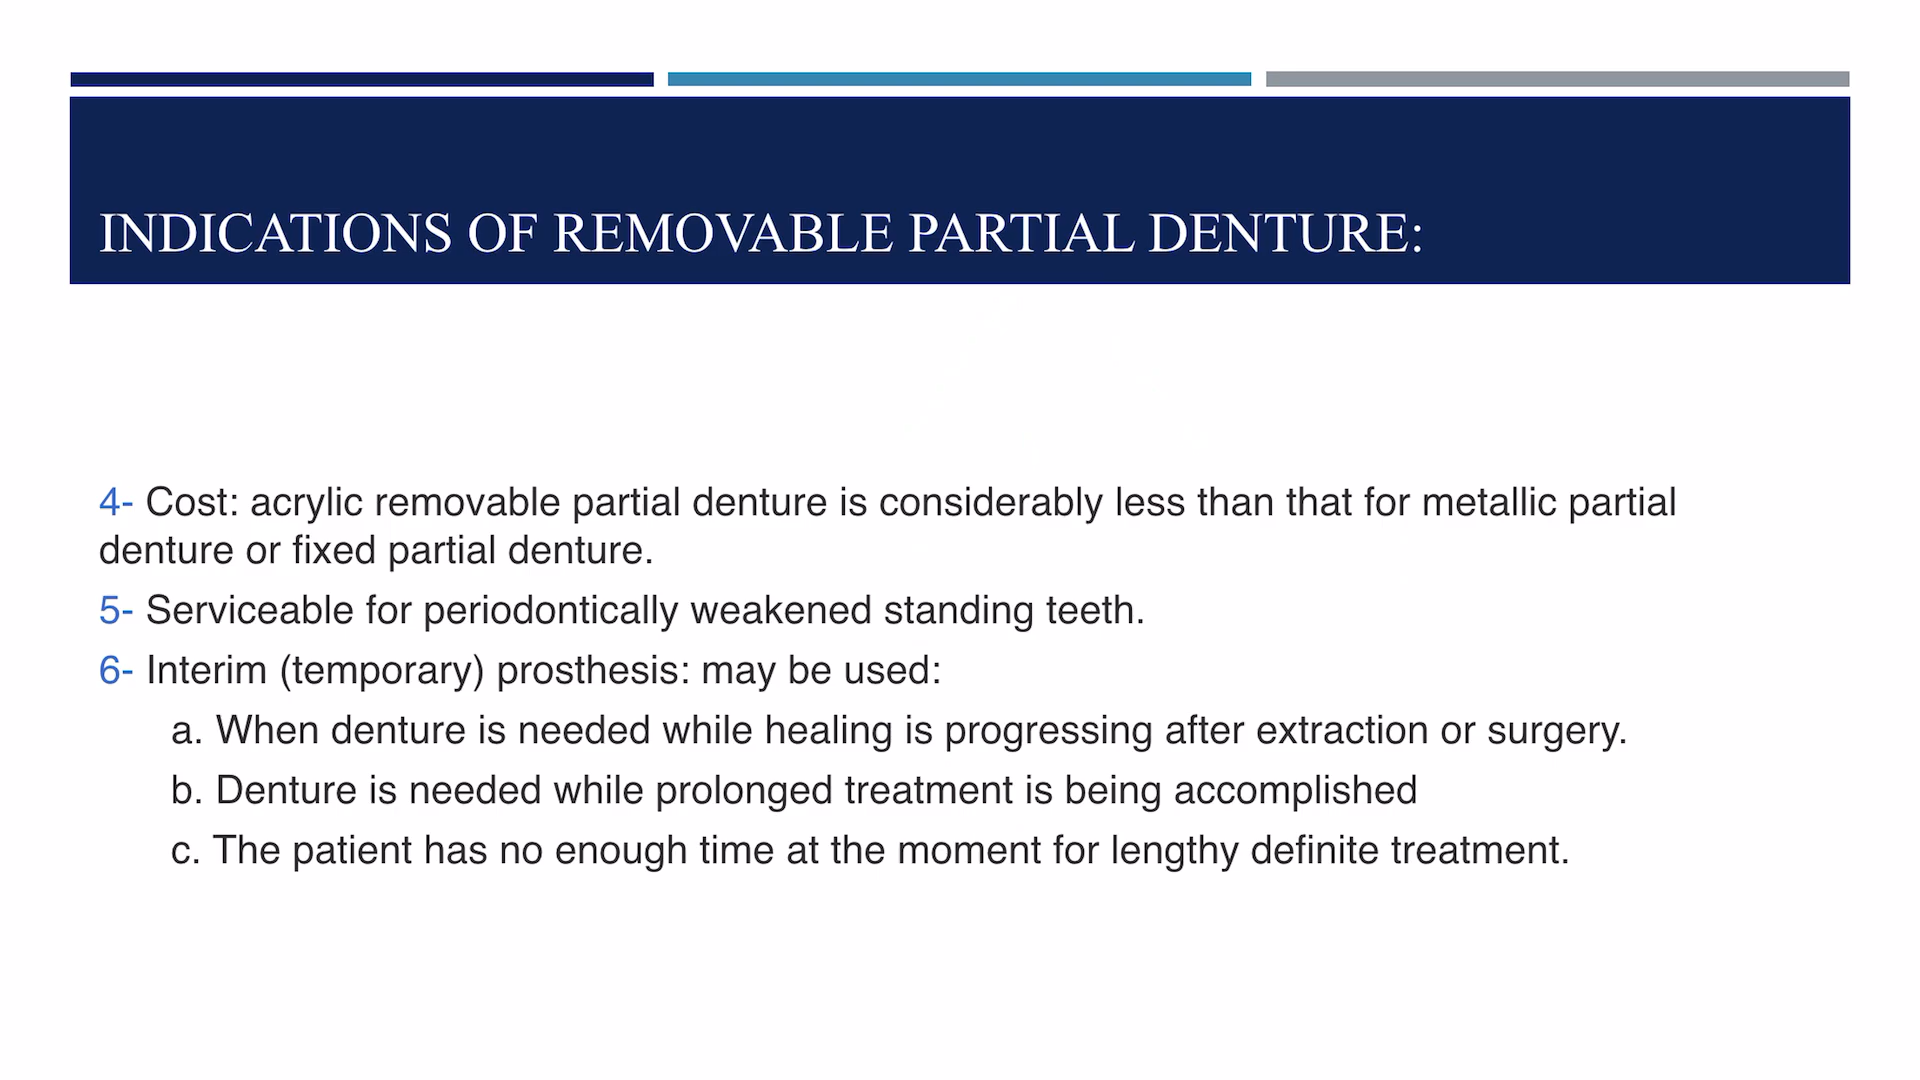 INDICATIONS OF REMOVABLE PARTIAL DENTURE:
4- Cost: acrylic removable partial denture is considerably less than that for metallic partial
denture or fixed partial denture.
5- Serviceable for periodontically weakened standing teeth.
6- Interim (temporary) prosthesis: may be used:
a. When denture is needed while healing is progressing after extraction or surgery.
b. Denture is needed while prolonged treatment is being accomplished
c. The patient has no enough time at the moment for lengthy definite treatment.